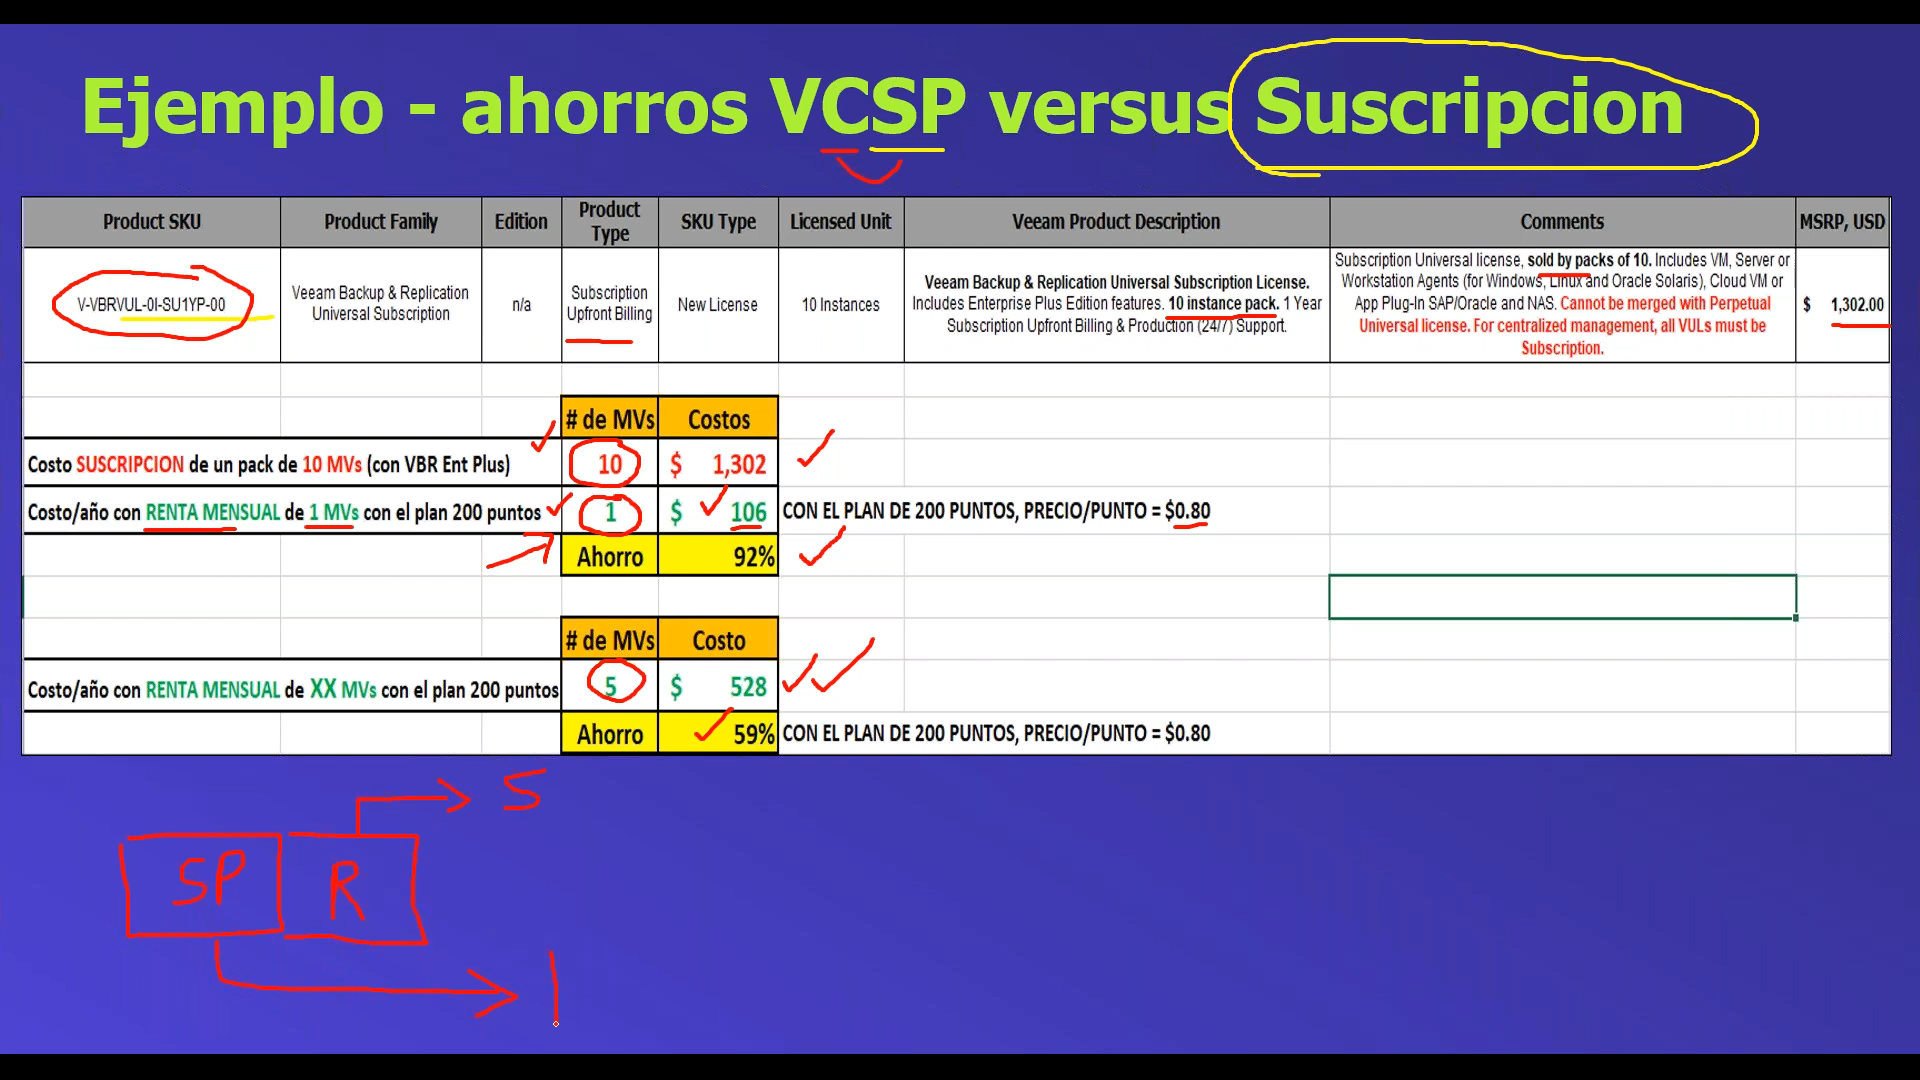 Ejemplo - ahorros VCSP versus Suscripcion
Product SKU
Product Family
Edition
Product
Type
SKU Type
Licensed Unit
Veeam Product Description
Comments
MSRP, USD
V-VBRVUL-0I-SU1YP-00
Veeam Backup & Replication
Universal Subscription
n/a
Subscription
Upfront Billing
New License
10 Instances
Veeam Backup & Replication Universal Subscription License.
Includes Enterprise Plus Edition features. 10 instance pack. 1 Year
Subscription Upfront Billing & Production (24/7) Support.
Subscription Universal license, sold by packs of 10. Includes VM, Server or
Workstation Agents (for Windows, Linux and Oracle Solaris), Cloud VM or
App Plug-In SAP/Oracle and NAS. Cannot be merged with Perpetual
Universal license. For centralized management, all VULs must be
Subscription.
$ 1,302.00
# de MVs Costos
Costo SUSCRIPCION de un pack de 10 MVs (con VBR Ent Plus) 10 $ 1,302
Costo/año con RENTA MENSUAL de 1 MVs con el plan 200 puntos 1 $ 106 CON EL PLAN DE 200 PUNTOS, PRECIO/PUNTO = $0.80
Ahorro 92%
# de MVs Costo
Costo/año con RENTA MENSUAL de XX MVs con el plan 200 puntos 5 $ 528
Ahorro 59% CON EL PLAN DE 200 PUNTOS, PRECIO/PUNTO = $0.80
5
SP R
1